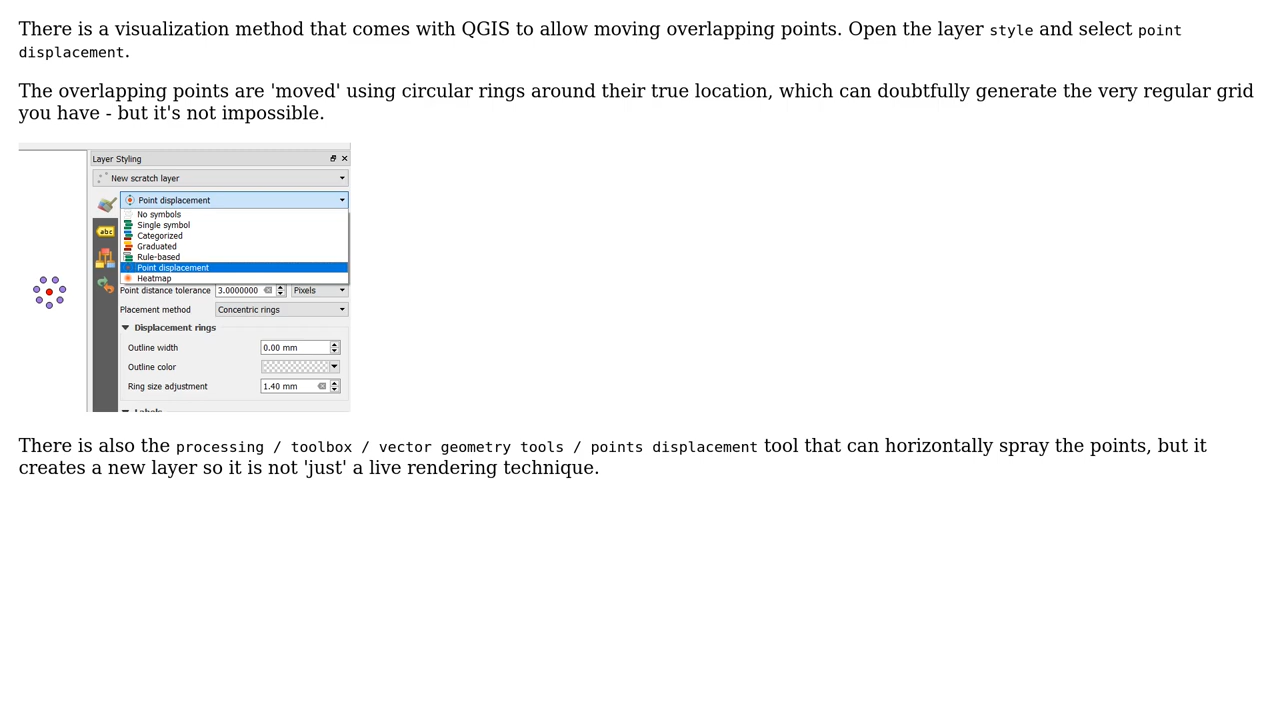 There is a visualization method that comes with QGIS to allow moving overlapping points. Open the layer style and select point
displacement.
The overlapping points are 'moved' using circular rings around their true location, which can doubtfully generate the very regular grid
you have - but it's not impossible.
Layer Styling
New scratch layer
Point displacement
No symbols
Single symbol
Categorized
abc
Graduated
Rule-based
Point displacement
Heatmap
Point distance tolerance 3.0000000 Pixels
Placement method Concentric rings
Displacement rings
Outline width 0.00 mm
Outline color
Ring size adjustment 1.40 mm
Labels
There is also the processing / toolbox / vector geometry tools / points displacement tool that can horizontally spray the points, but it
creates a new layer so it is not 'just' a live rendering technique.